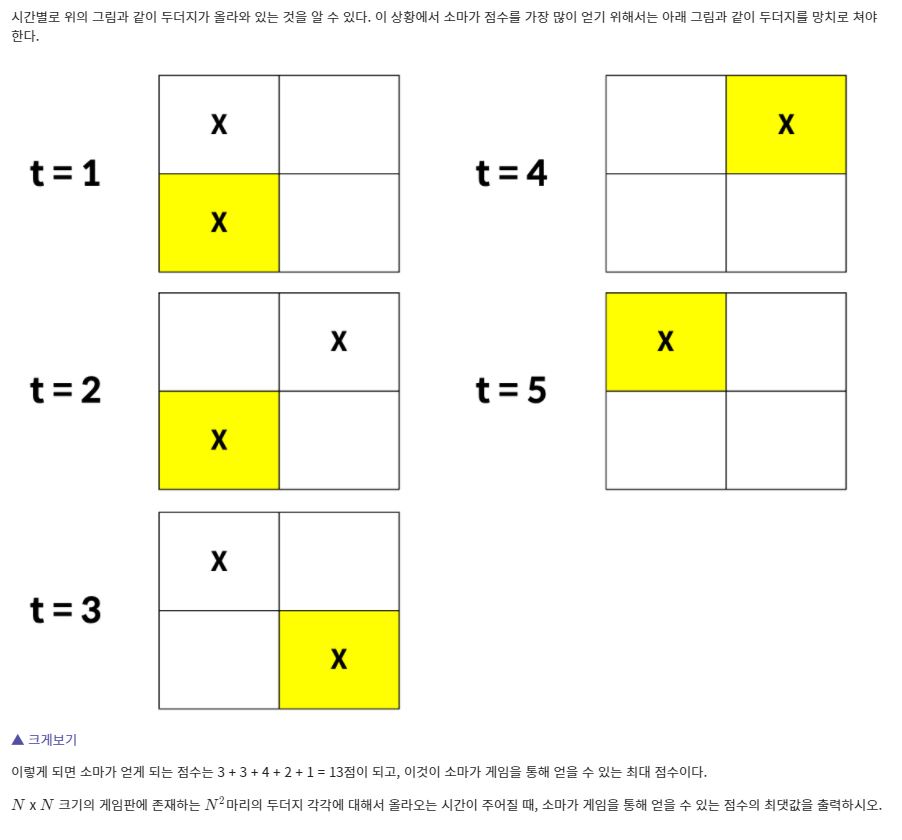 시간별로 위의 그림과 같이 두더지가 올라와 있는 것을 알 수 있다. 이 상황에서 소마가 점수를 가장 많이 얻기 위해서는 아래 그림과 같이 두더지를 망치로 쳐야
한다.
t = 1
X
X
t = 2
X
X
t = 3
X
X
t = 4
X
t = 5
X
▲ 크게보기
이렇게 되면 소마가 얻게 되는 점수는 3 + 3 + 4 + 2 + 1 = 13점이 되고, 이것이 소마가 게임을 통해 얻을 수 있는 최대 점수이다.
N x N 크기의 게임판에 존재하는 N²마리의 두더지 각각에 대해서 올라오는 시간이 주어질 때, 소마가 게임을 통해 얻을 수 있는 점수의 최댓값을 출력하시오.